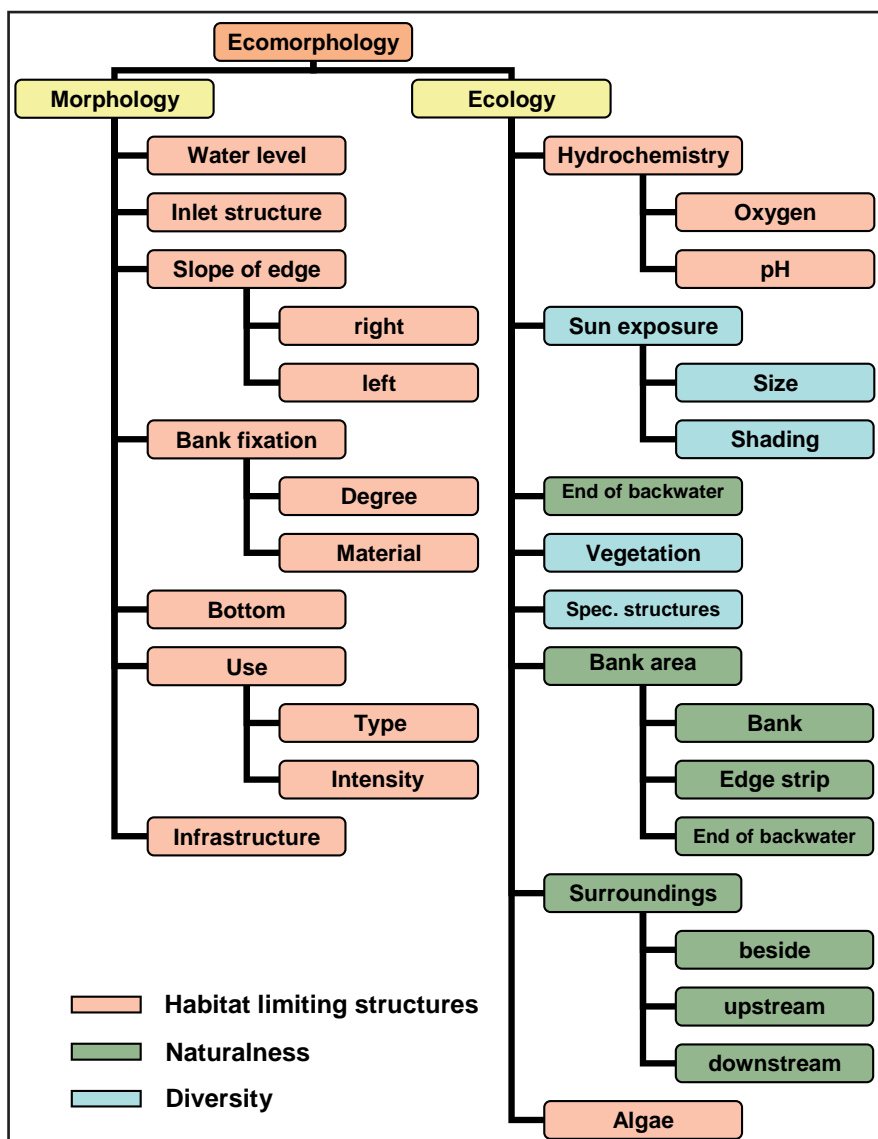 Ecomorphology
Morphology
Water level
Inlet structure
Slope of edge
right
left
Bank fixation
Degree
Material
Bottom
Use
Type
Intensity
Infrastructure
Ecology
Hydrochemistry
Oxygen
pH
Sun exposure
Size
Shading
End of backwater
Vegetation
Spec. structures
Bank area
Bank
Edge strip
End of backwater
Surroundings
beside
upstream
downstream
Algae
Habitat limiting structures
Naturalness
Diversity